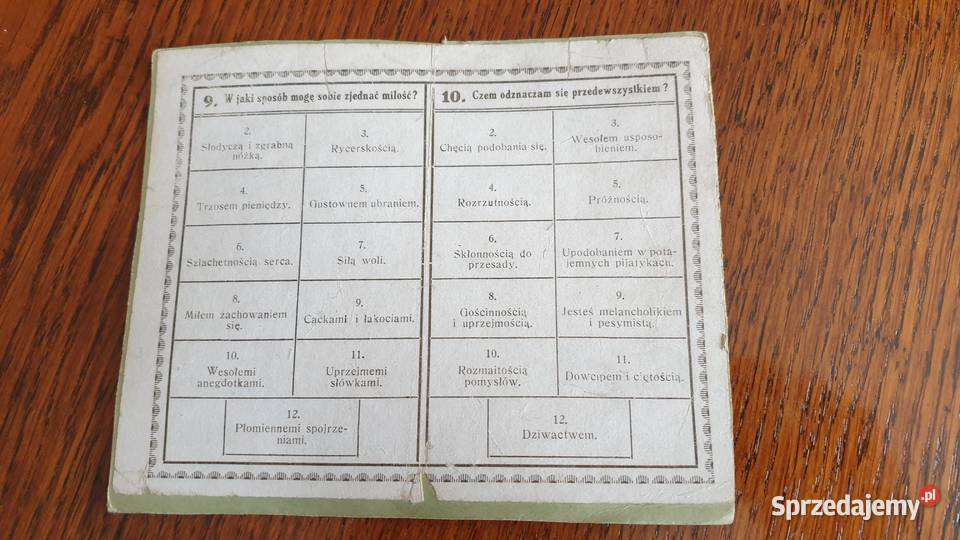 9. W jaki sposób mogę sobie zjednać miłość?
2.
Słodyczą i zgrabną
nóżką.
3.
Rycerskością.
4.
Trzosem pieniędzy.
5.
Gustownem ubraniem.
6.
Szlachetnością serca.
7.
Siłą woli.
8.
Miłem zachowaniem
się.
9.
Cackami i łakociami.
10.
Wesołemi
anegdotkami.
11.
Uprzejmemi
słówkami.
12.
Płomiennemi spojrze-
niami.
10. Czem odznaczam się przedewszystkiem?
2.
Chęcią podobania się.
3.
Wesołem usposo-
bieniem.
4.
Rozrzutnością.
5.
Próżnością.
6.
Skłonnością do
przesady.
7.
Upodobaniem w pota-
jemnych pijatykacu.
8.
Gościnnością
i uprzejmością.
9.
Jesteś melancholikiem
i pesymistą.
10.
Rozmaitością
pomysłów.
11.
Dowcipem i ciętością.
12.
Dziwactwem.
Sprzedajemy.pl